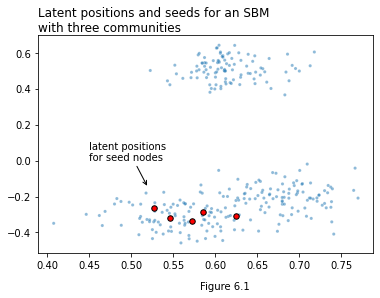 Latent positions and seeds for an SBM
with three communities
0.6
0.4
0.2
0.0
−0.2
−0.4
latent positions
for seed nodes
0.40 0.45 0.50 0.55 0.60 0.65 0.70 0.75
Figure 6.1